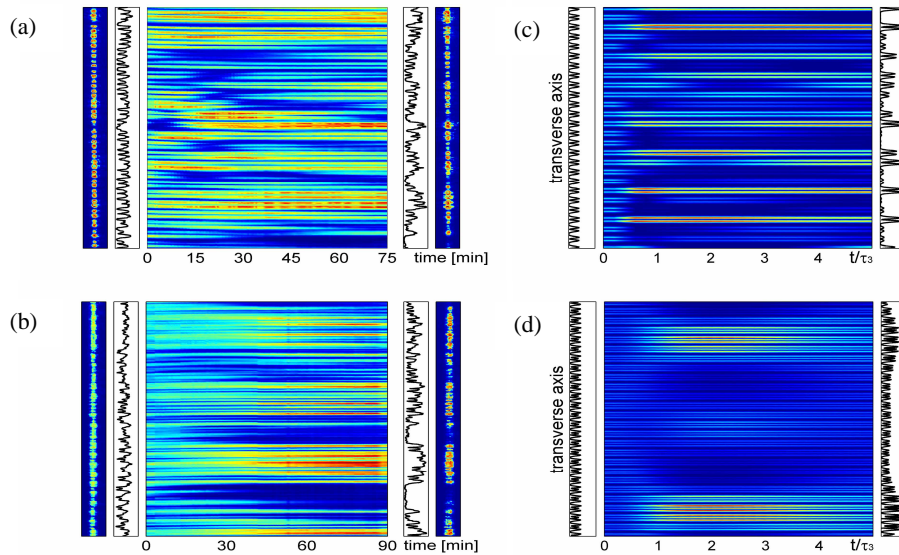 (a)
0 15 30 45 60 75 time [min]
(c)
transverse axis
0 1 2 3 4 t/τ₃
(b)
0 30 60 90 time [min]
(d)
transverse axis
0 1 2 3 4 t/τ₃